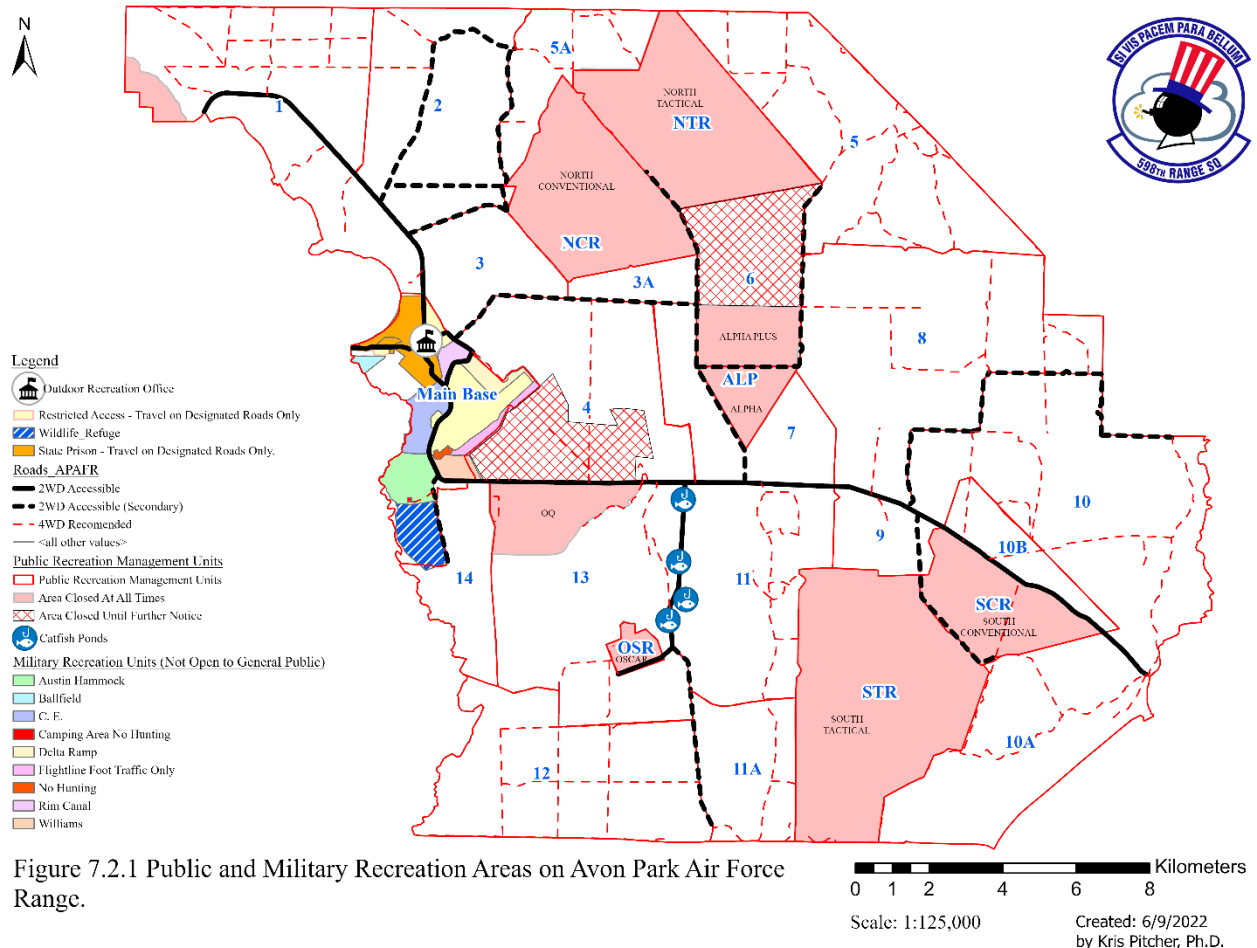 N
SI VIS PACEM PARA BELLUM
598TH RANGE SQ
1
2
5A
NORTH
TACTICAL
NTR
5
NORTH
CONVENTIONAL
NCR
3
3A
6
8
ALPHA PLUS
ALP
ALPHA
7
Main Base
4
OQ
9
10
10B
14
13
11
SCR
SOUTH
CONVENTIONAL
OSR
OSCAR
STR
SOUTH
TACTICAL
10A
12
11A
Legend
Outdoor Recreation Office
Restricted Access - Travel on Designated Roads Only
Wildlife_Refuge
State Prison - Travel on Designated Roads Only.
Roads_APAFR
2WD Accessible
2WD Accessible (Secondary)
4WD Recomended
<all other values>
Public Recreation Management Units
Public Recreation Management Units
Area Closed At All Times
Area Closed Until Further Notice
Catfish Ponds
Military Recreation Units (Not Open to General Public)
Austin Hammock
Ballfield
C. E.
Camping Area No Hunting
Delta Ramp
Flightline Foot Traffic Only
No Hunting
Rim Canal
Williams
Figure 7.2.1 Public and Military Recreation Areas on Avon Park Air Force
Range.
Kilometers
0 1 2 4 6 8
Scale: 1:125,000
Created: 6/9/2022
by Kris Pitcher, Ph.D.